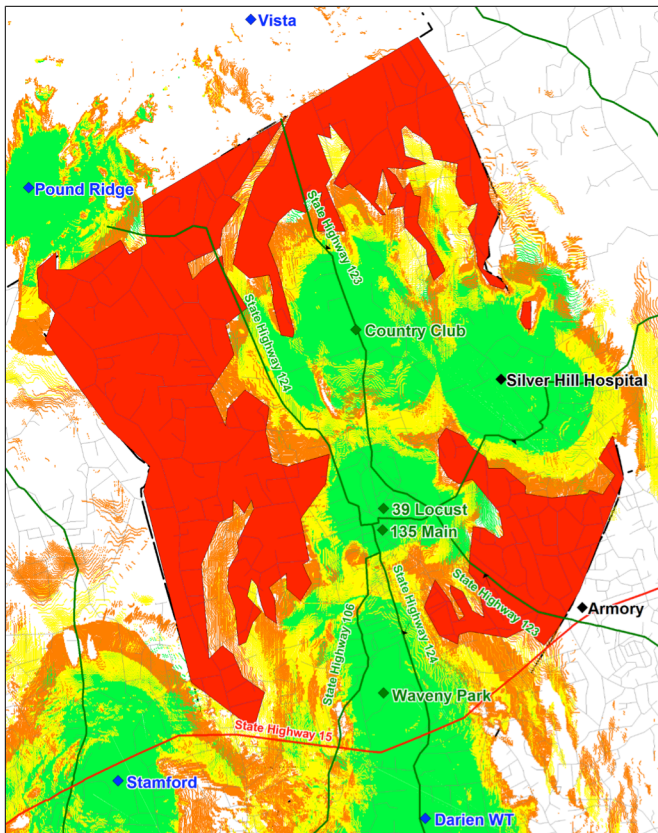 Vista
Pound Ridge
State Highway 123
Country Club
State Highway 124
Silver Hill Hospital
39 Locust
135 Main
State Highway 123
Armory
State Highway 124
State Highway 106
Waveny Park
State Highway 15
Stamford
Darien WT